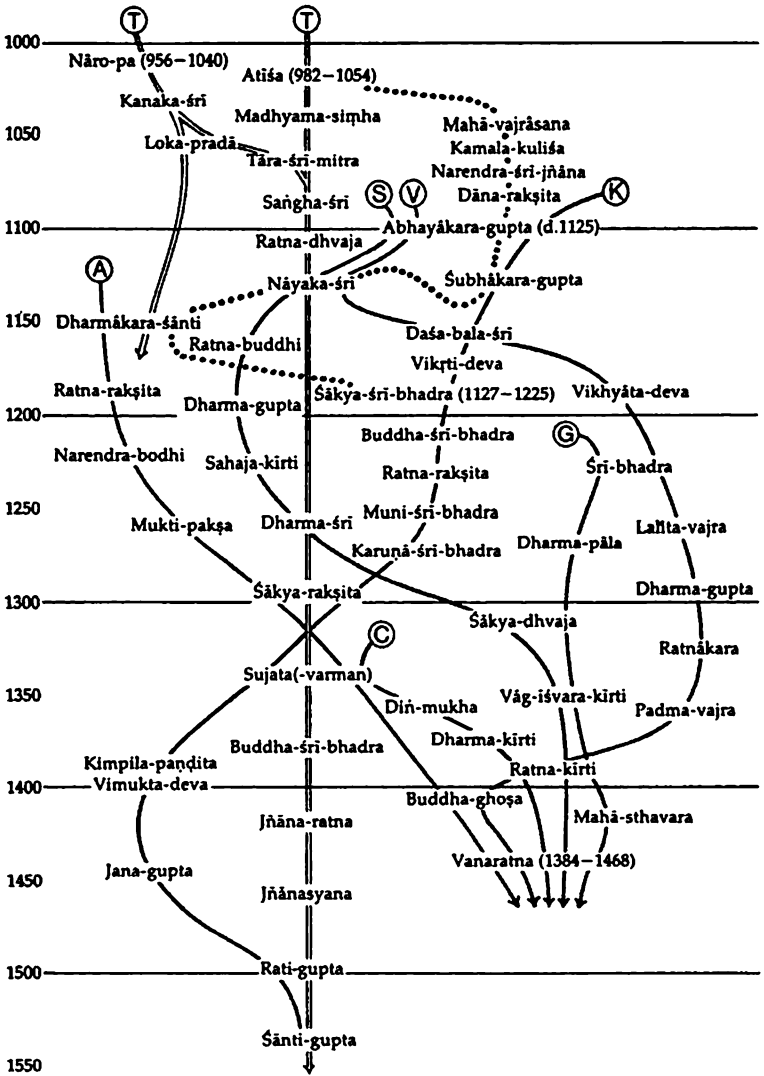 T T
1000
Nāro-pa (956–1040)
Atīśa (982–1054)
Kanaka-śrī
Madhyama-siṃha
Mahā-vajrâsana
1050
Loka-pradā
Kamala-kuliśa
Tāra-śrī-mitra
Narendra-śrī-jñāna
S V K
Saṅgha-śrī
Dāna-rakṣita
1100
Abhayâkara-gupta (d.1125)
Ratna-dhvaja
A
Nāyaka-śrī
Śubhâkara-gupta
1150
Dharmâkara-śānti
Daśa-bala-śrī
Ratna-buddhi
Vikṛti-deva
Ratna-rakṣita
Śākya-śrī-bhadra (1127–1225)
Vikhyāta-deva
Dharma-gupta
1200
Buddha-śrī-bhadra
G
Narendra-bodhi
Sahaja-kīrti
Ratna-rakṣita
Śrī-bhadra
1250
Mukti-pakṣa
Dharma-śrī
Muni-śrī-bhadra
Lalita-vajra
Karuṇā-śrī-bhadra
Dharma-pāla
Śākya-rakṣita
Dharma-gupta
1300
Śākya-dhvaja
C
Ratnâkara
Sujata(-varman)
1350
Diṅ-mukha
Vāg-iśvara-kīrti
Padma-vajra
Buddha-śrī-bhadra
Dharma-kīrti
Kimpila-paṇḍita
Ratna-kīrti
Vimukta-deva
1400
Buddha-ghoṣa
Jñāna-ratna
Mahā-sthavara
Vanaratna (1384–1468)
Jana-gupta
1450
Jñānasyana
1500
Rati-gupta
Śānti-gupta
1550